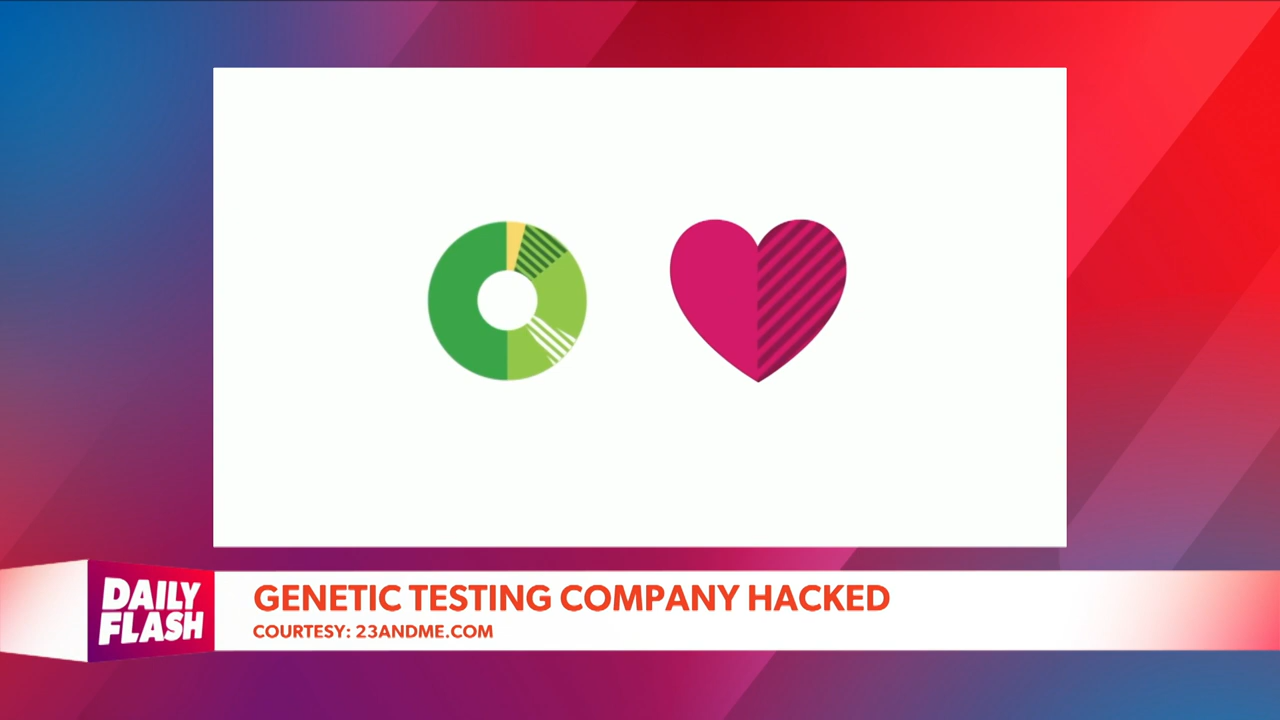 DAILY
FLASH
GENETIC TESTING COMPANY HACKED
COURTESY: 23ANDME.COM